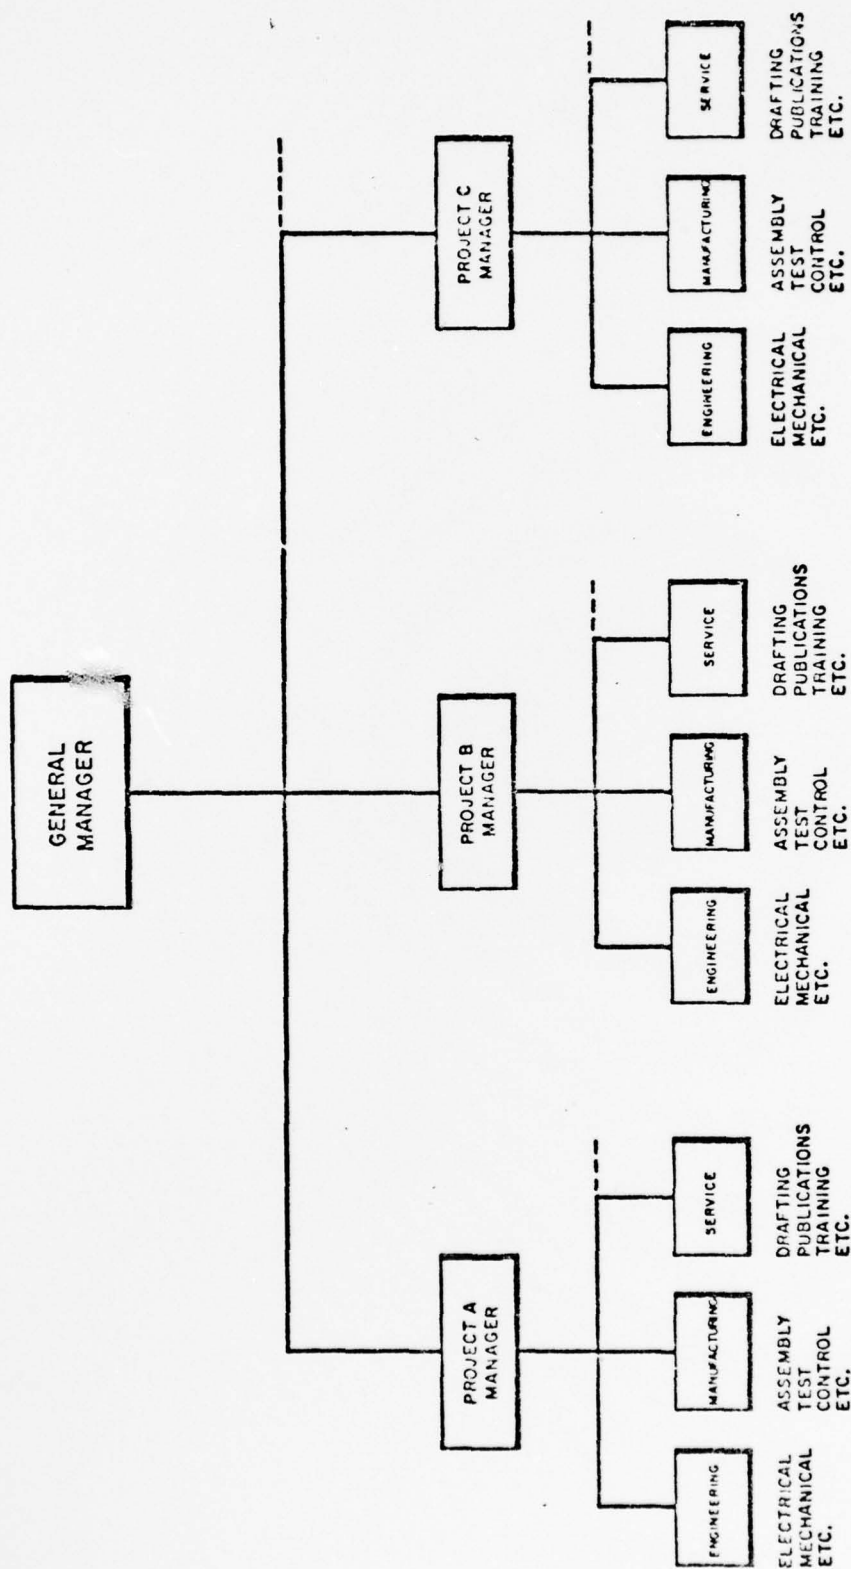 GENERAL
MANAGER
PROJECT A
MANAGER
PROJECT B
MANAGER
PROJECT C
MANAGER
ENGINEERING
MANUFACTURING
SERVICE
ENGINEERING
MANUFACTURING
SERVICE
ENGINEERING
MANUFACTURING
SERVICE
ELECTRICAL
MECHANICAL
ETC.
ASSEMBLY
TEST
CONTROL
ETC.
DRAFTING
PUBLICATIONS
TRAINING
ETC.
ELECTRICAL
MECHANICAL
ETC.
ASSEMBLY
TEST
CONTROL
ETC.
DRAFTING
PUBLICATIONS
TRAINING
ETC.
ELECTRICAL
MECHANICAL
ETC.
ASSEMBLY
TEST
CONTROL
ETC.
DRAFTING
PUBLICATIONS
TRAINING
ETC.